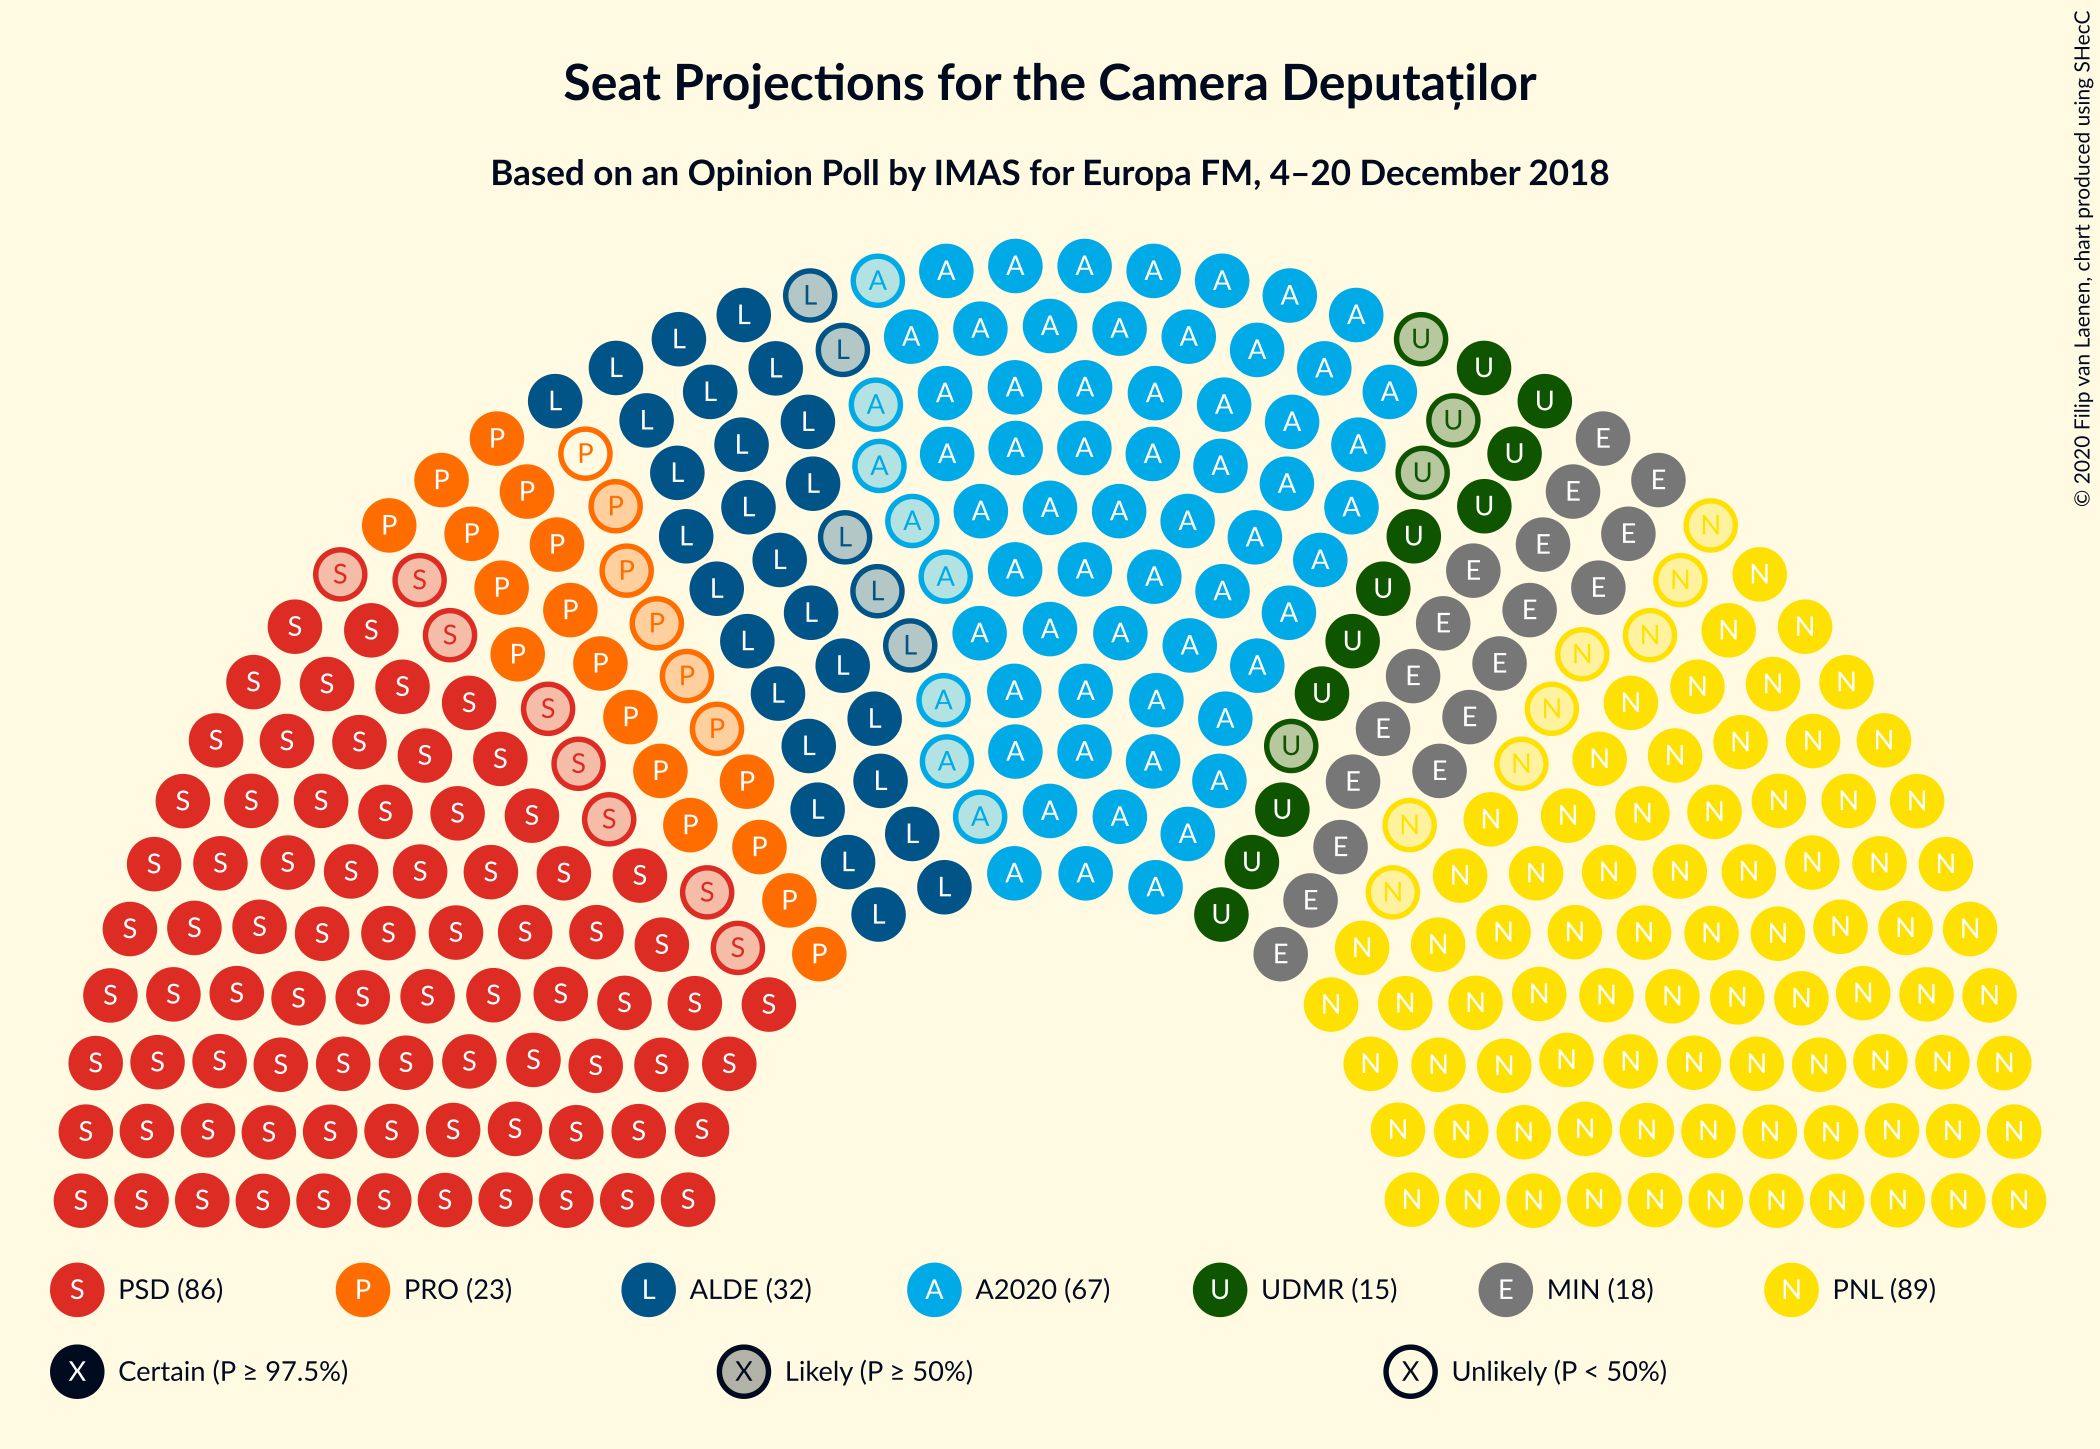 Seat Projections for the Camera Deputaților
Based on an Opinion Poll by IMAS for Europa FM, 4–20 December 2018
© 2020 Filip van Laenen, chart produced using SHecC
S PSD (86) P PRO (23) L ALDE (32) A A2020 (67) U UDMR (15) E MIN (18) N PNL (89)
X Certain (P ≥ 97.5%) X Likely (P ≥ 50%) X Unlikely (P < 50%)